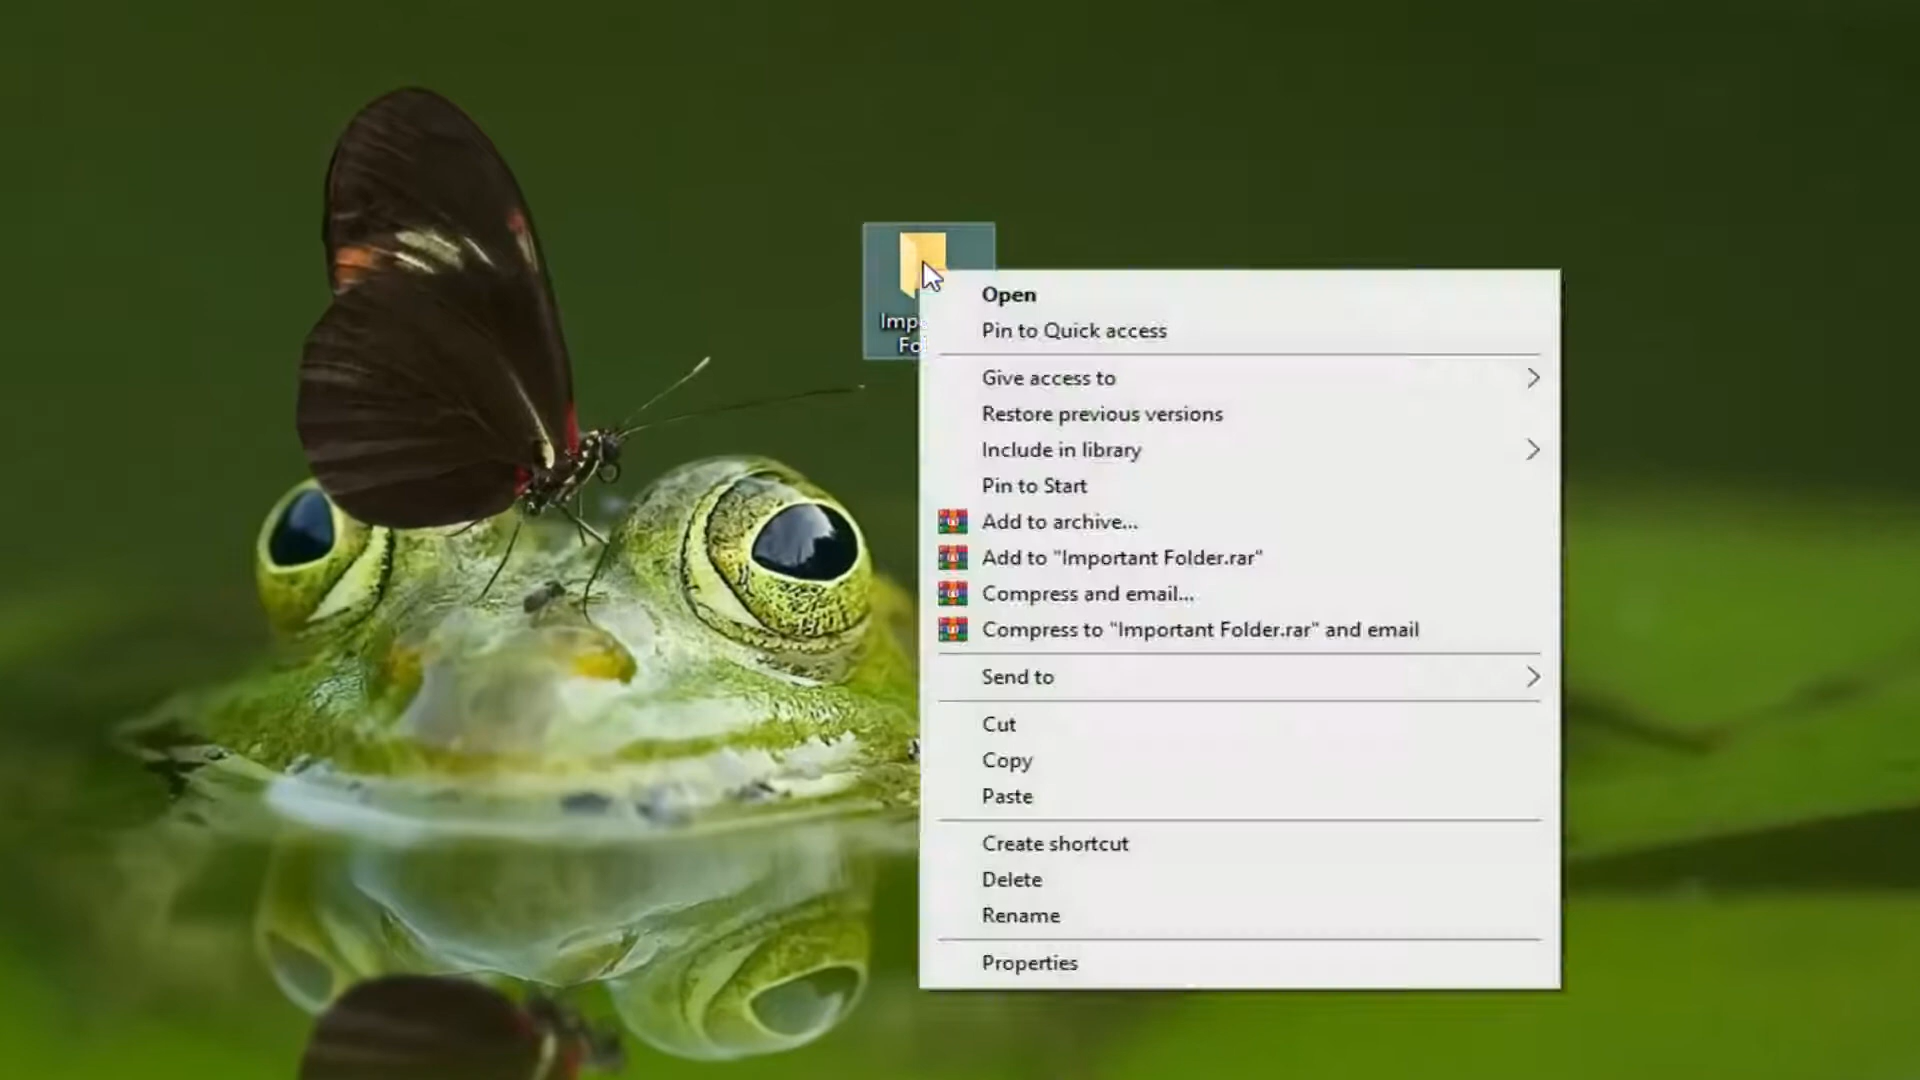 Open
Pin to Quick access
Give access to
Restore previous versions
Include in library
Pin to Start
Add to archive...
Add to "Important Folder.rar"
Compress and email...
Compress to "Important Folder.rar" and email
Send to
Cut
Copy
Paste
Create shortcut
Delete
Rename
Properties